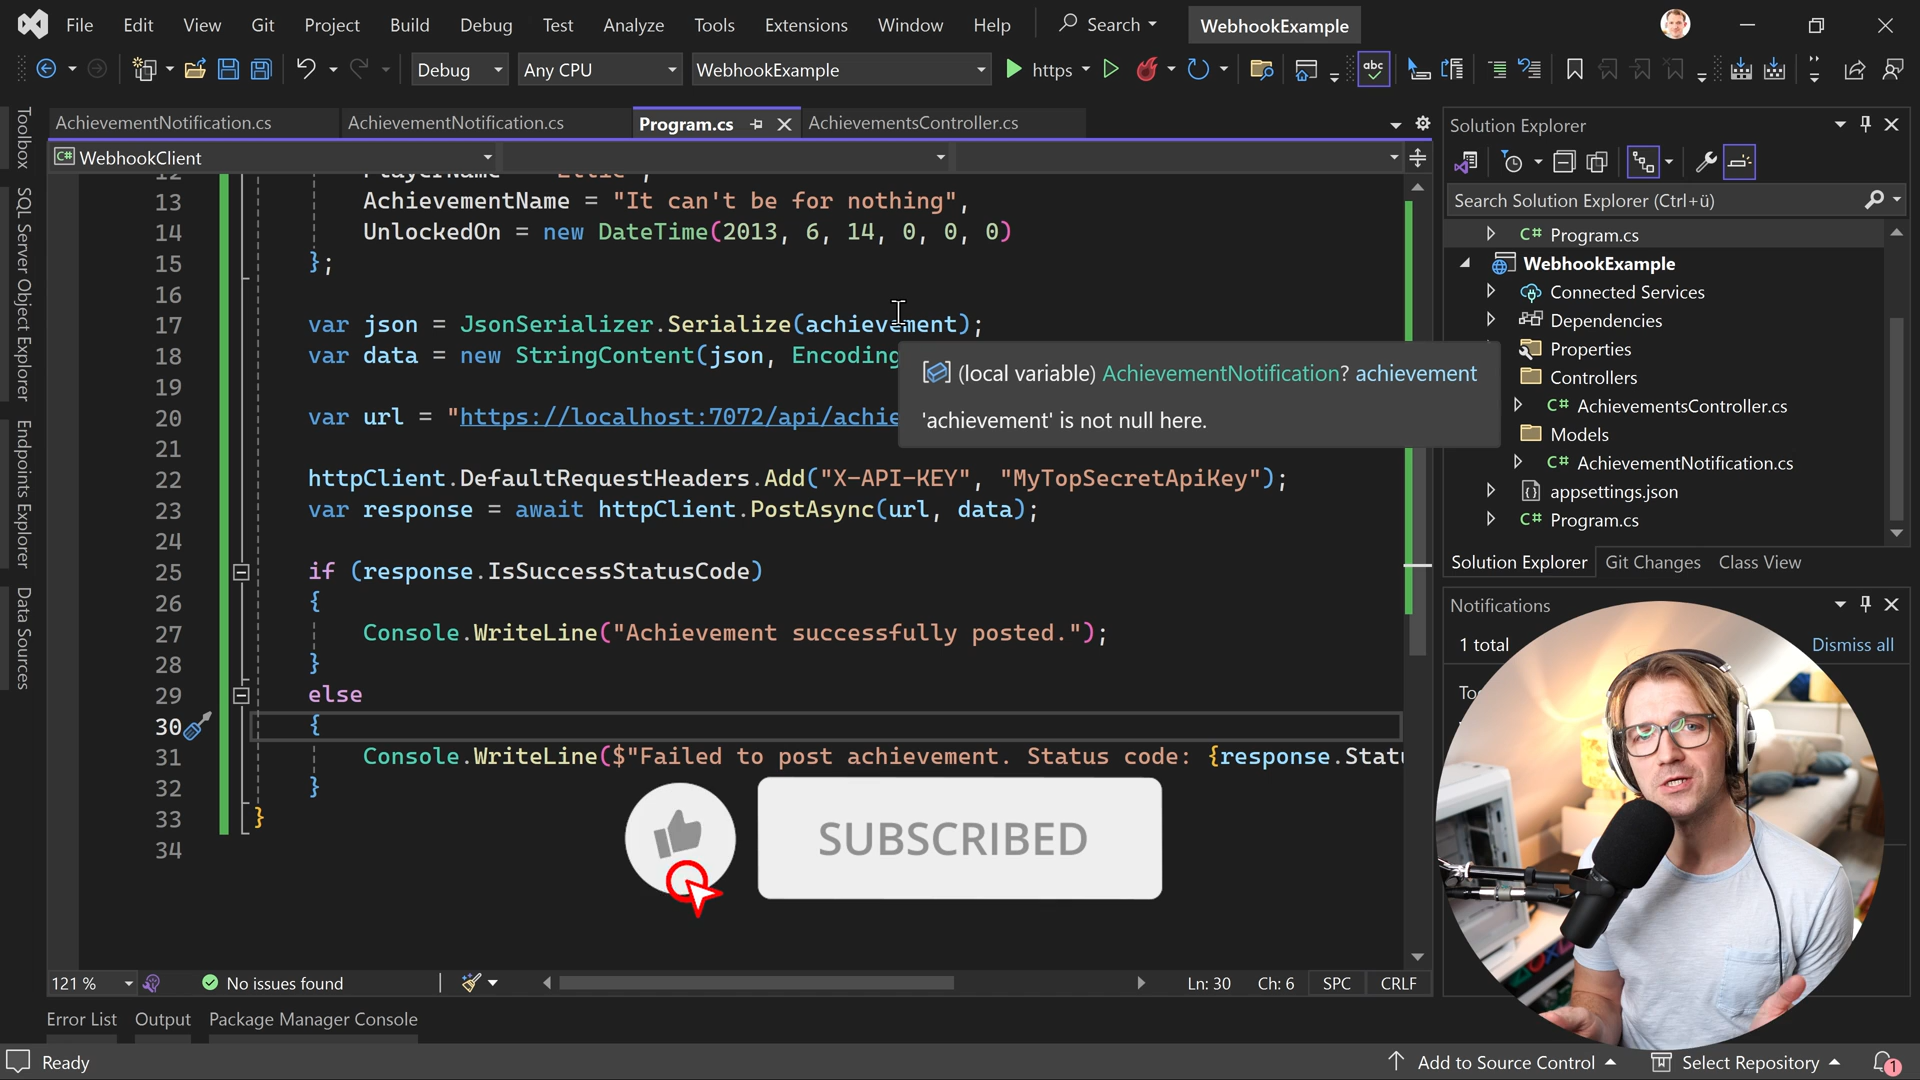 File Edit View Git Project Build Debug Test Analyze Tools Extensions Window Help Search WebhookExample
Debug Any CPU WebhookExample https
AchievementNotification.cs AchievementNotification.cs Program.cs AchievementsController.cs
WebhookClient
13 AchievementName = "It can't be for nothing",
14 UnlockedOn = new DateTime(2013, 6, 14, 0, 0, 0)
15 };
16
17 var json = JsonSerializer.Serialize(achievement);
18 var data = new StringContent(json, Encoding
(local variable) AchievementNotification? achievement
'achievement' is not null here.
19
20 var url = "https://localhost:7072/api/achie
21
22 httpClient.DefaultRequestHeaders.Add("X-API-KEY", "MyTopSecretApiKey");
23 var response = await httpClient.PostAsync(url, data);
24
25 if (response.IsSuccessStatusCode)
26 {
27 Console.WriteLine("Achievement successfully posted.");
28 }
29 else
30 {
31 Console.WriteLine($"Failed to post achievement. Status code: {response.Statu
32 }
33 }
34
SUBSCRIBED
Toolbox
SQL Server Object Explorer
Endpoints Explorer
Data Sources
Solution Explorer
Search Solution Explorer (Ctrl+ü)
C# Program.cs
WebhookExample
Connected Services
Dependencies
Properties
Controllers
C# AchievementsController.cs
Models
C# AchievementNotification.cs
appsettings.json
C# Program.cs
Solution Explorer Git Changes Class View
Notifications
1 total Dismiss all
121 % No issues found Ln: 30 Ch: 6 SPC CRLF
Error List Output Package Manager Console
Ready Add to Source Control Select Repository 1